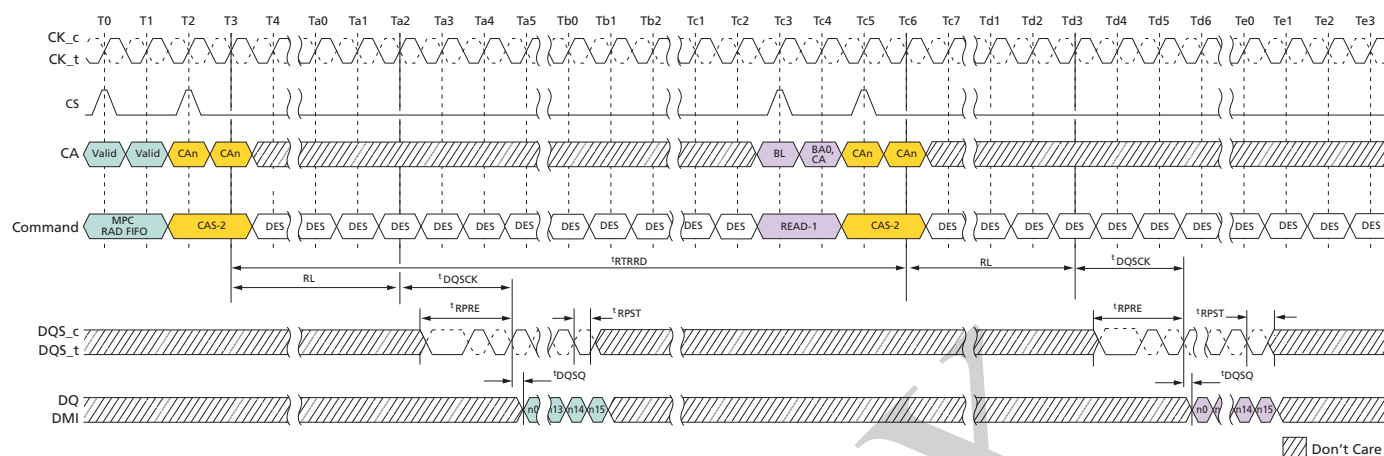 T0 T1 T2 T3 T4 Ta0 Ta1 Ta2 Ta3 Ta4 Ta5 Tb0 Tb1 Tb2 Tc1 Tc2 Tc3 Tc4 Tc5 Tc6 Tc7 Td1 Td2 Td3 Td4 Td5 Td6 Te0 Te1 Te2 Te3
CK_c
CK_t
CS
CA Valid Valid CAn CAn BL BA0, CA CAn CAn
Command MPC RAD FIFO CAS-2 DES DES DES DES DES DES DES DES DES DES DES DES READ-1 CAS-2 DES DES DES DES DES DES DES DES DES DES DES
tRTRRD
RL tDQSCK RL tDQSCK
tRPRE tRPST tRPRE tRPST
DQS_c
DQS_t
tDQSQ tDQSQ
DQ
DMI
n0 n13 n14 n15 n0 n14 n15
Don't Care